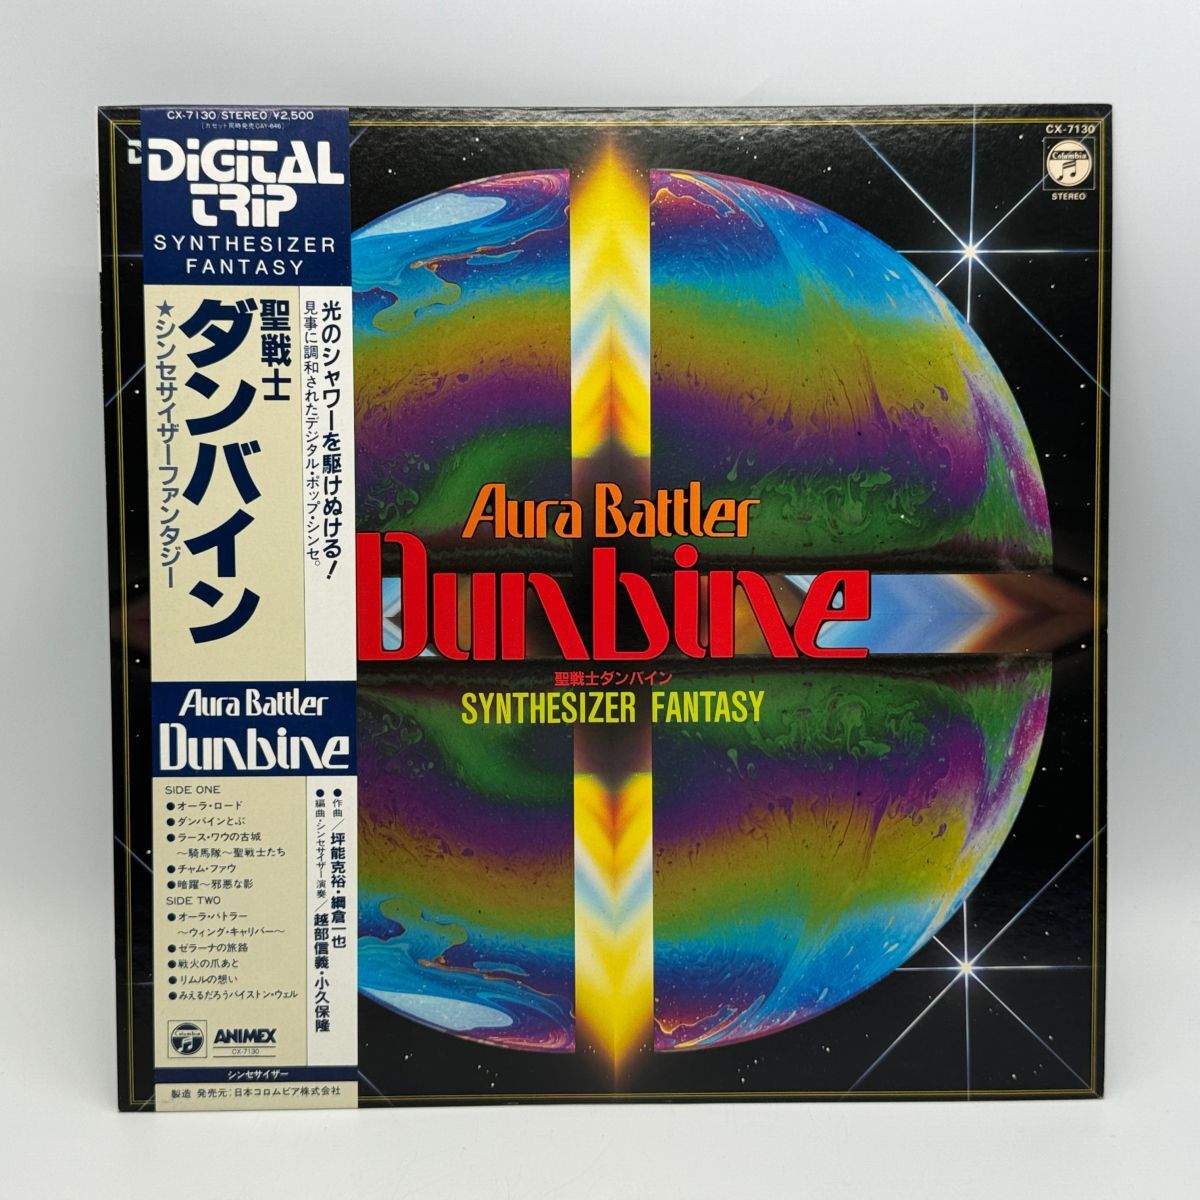 CX-7130/STEREO/¥2,500
[カセット同時発売CAY-646]
DiGiTAL
TRiP
SYNTHESIZER
FANTASY
光のシャワーを駆けぬける!
見事に調和されたデジタル・ポップ・シンセ。
聖戦士
ダンバイン
★シンセサイザーファンタジー
Aura Battler
Dunbine
SIDE ONE
●オーラ・ロード
●ダンバインとぶ
●ラース・ワウの古城
〜騎馬隊〜聖戦士たち
●チャム・ファウ
●暗躍〜邪悪な影
SIDE TWO
●オーラ・バトラー
〜ウィング・キャリバー〜
●ゼラーナの旅路
●戦火の爪あと
●リムルの想い
●みえるだろうバイストン・ウェル
●作曲/坪能克裕・網倉一也
●編曲・シンセサイザー演奏/越部信義・小久保隆
Columbia
ANIMEX
CX-7130
シンセサイザー
製造 発売元:日本コロムビア株式会社
CX-7130
Columbia
STEREO
Aura Battler
Dunbine
聖戦士ダンバイン
SYNTHESIZER FANTASY